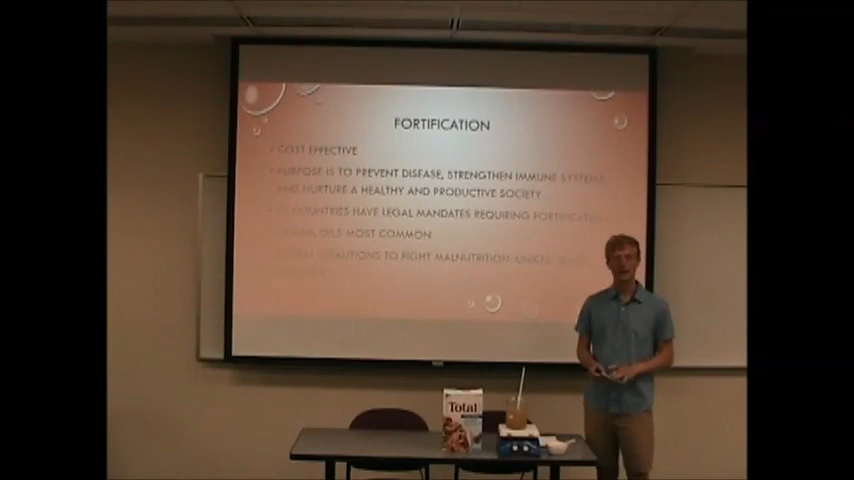 FORTIFICATION
COST EFFECTIVE
PURPOSE IS TO PREVENT DISEASE, STRENGTHEN IMMUNE SYSTEMS
AND NURTURE A HEALTHY AND PRODUCTIVE SOCIETY
COUNTRIES HAVE LEGAL MANDATES REQUIRING FORTIFICATION
OILS MOST COMMON
TO FIGHT MALNUTRITION:
Total